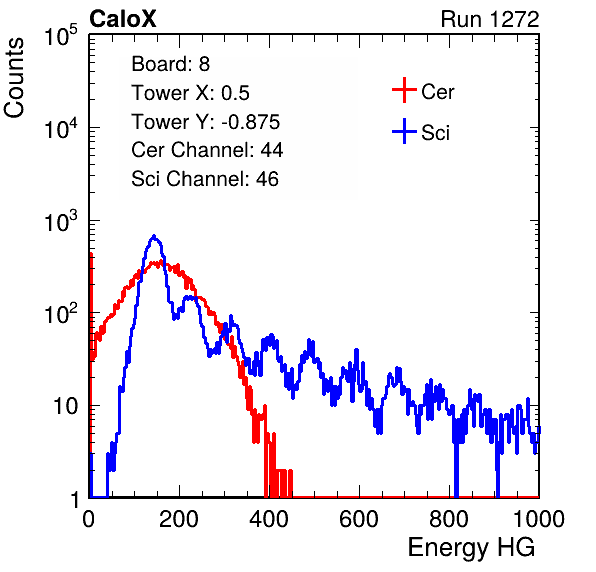 CaloX Run 1272
Counts
Board: 8
Tower X: 0.5
Tower Y: -0.875
Cer Channel: 44
Sci Channel: 46
Cer
Sci
10^5
10^4
10^3
10^2
10
1
0 200 400 600 800 1000
Energy HG